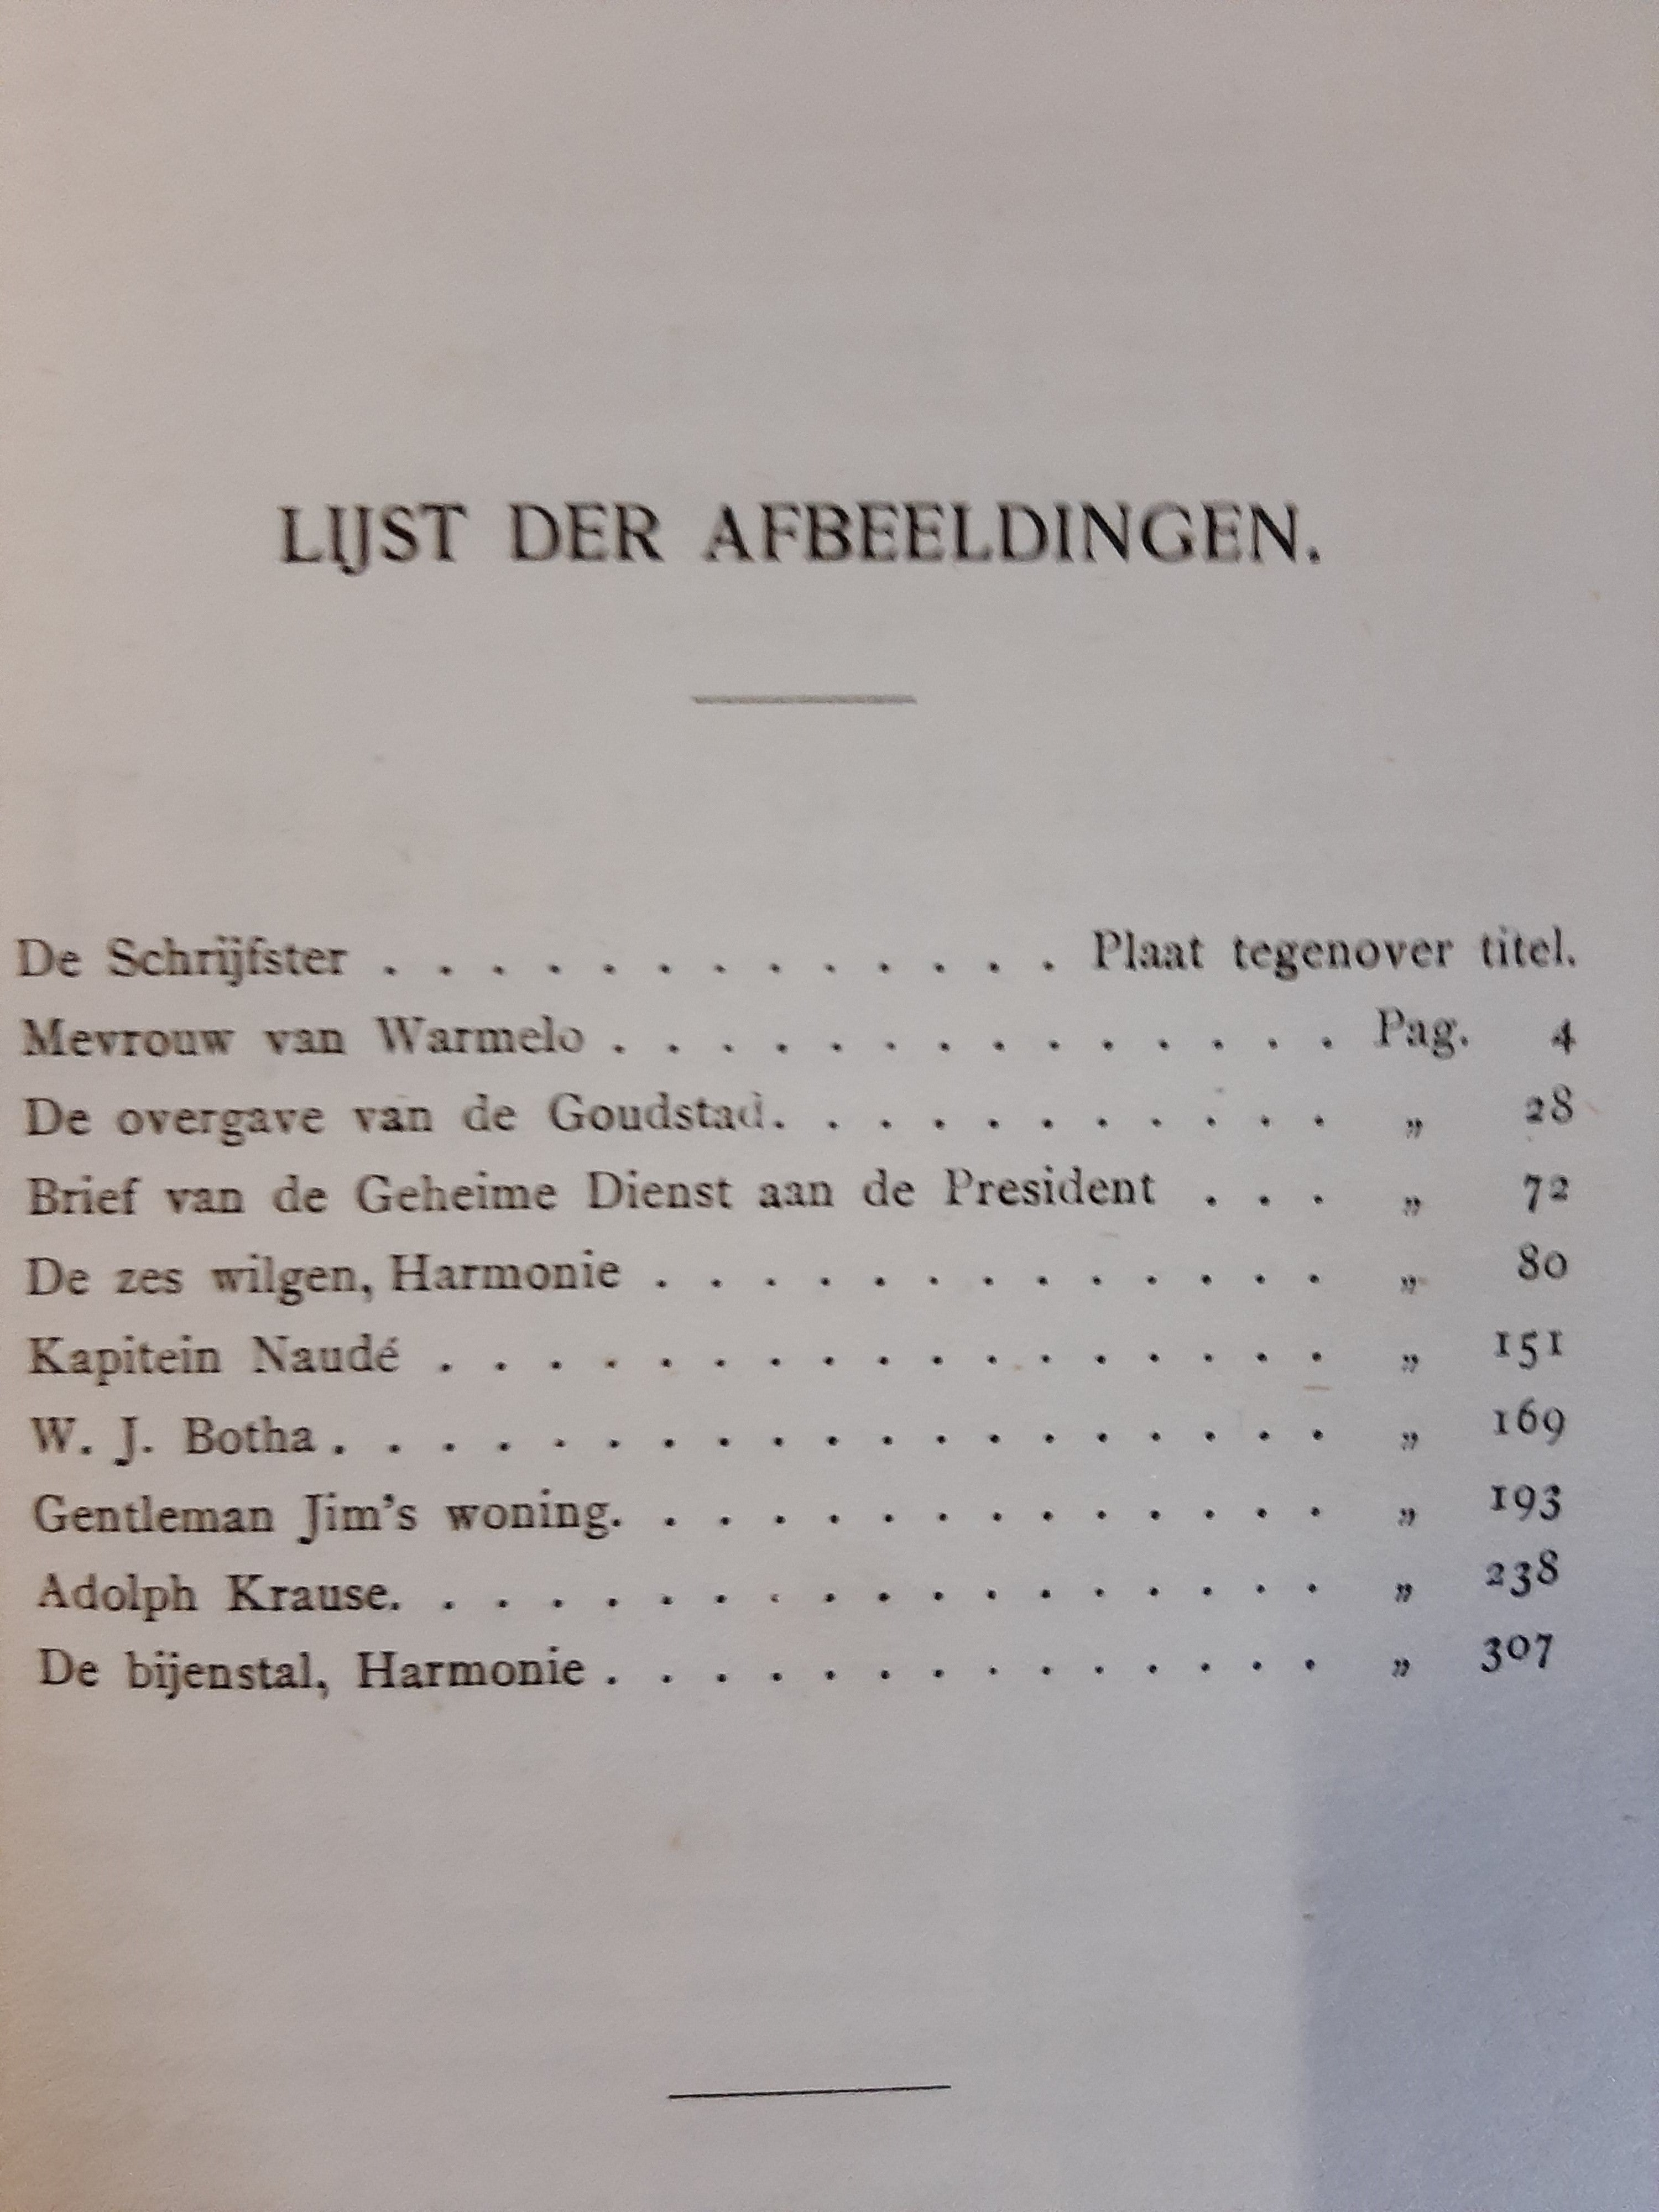 LIJST DER AFBEELDINGEN.
De Schrijfster . . . . . . . . . . . . . Plaat tegenover titel.
Mevrouw van Warmelo . . . . . . . . . . . . . . Pag. 4
De overgave van de Goudstad. . . . . . . . . . . „ 28
Brief van de Geheime Dienst aan de President . . . „ 72
De zes wilgen, Harmonie . . . . . . . . . . . . . „ 80
Kapitein Naudé . . . . . . . . . . . . . . . . . „ 151
W. J. Botha . . . . . . . . . . . . . . . . . . . „ 169
Gentleman Jim's woning. . . . . . . . . . . . . . „ 193
Adolph Krause. . . . . . . . . . . . . . . . . . „ 238
De bijenstal, Harmonie . . . . . . . . . . . . . . „ 307